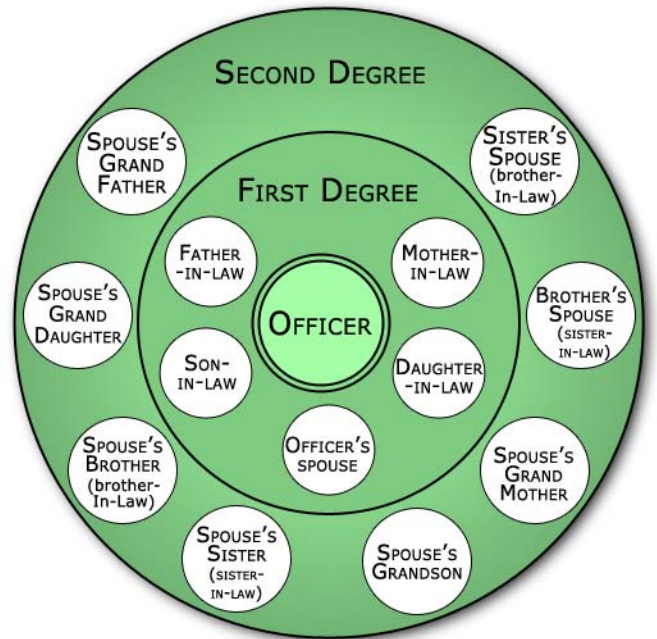 SECOND DEGREE
SPOUSE'S
GRAND
FATHER
SISTER'S
SPOUSE
(brother-
In-Law)
FIRST DEGREE
FATHER
-IN-LAW
MOTHER-
IN-LAW
OFFICER
SPOUSE'S
GRAND
DAUGHTER
BROTHER'S
SPOUSE
(SISTER-
IN-LAW)
SON-
IN-LAW
DAUGHTER
-IN-LAW
OFFICER'S
SPOUSE
SPOUSE'S
BROTHER
(brother-
In-Law)
SPOUSE'S
GRAND
MOTHER
SPOUSE'S
SISTER
(SISTER-
IN-LAW)
SPOUSE'S
GRANDSON